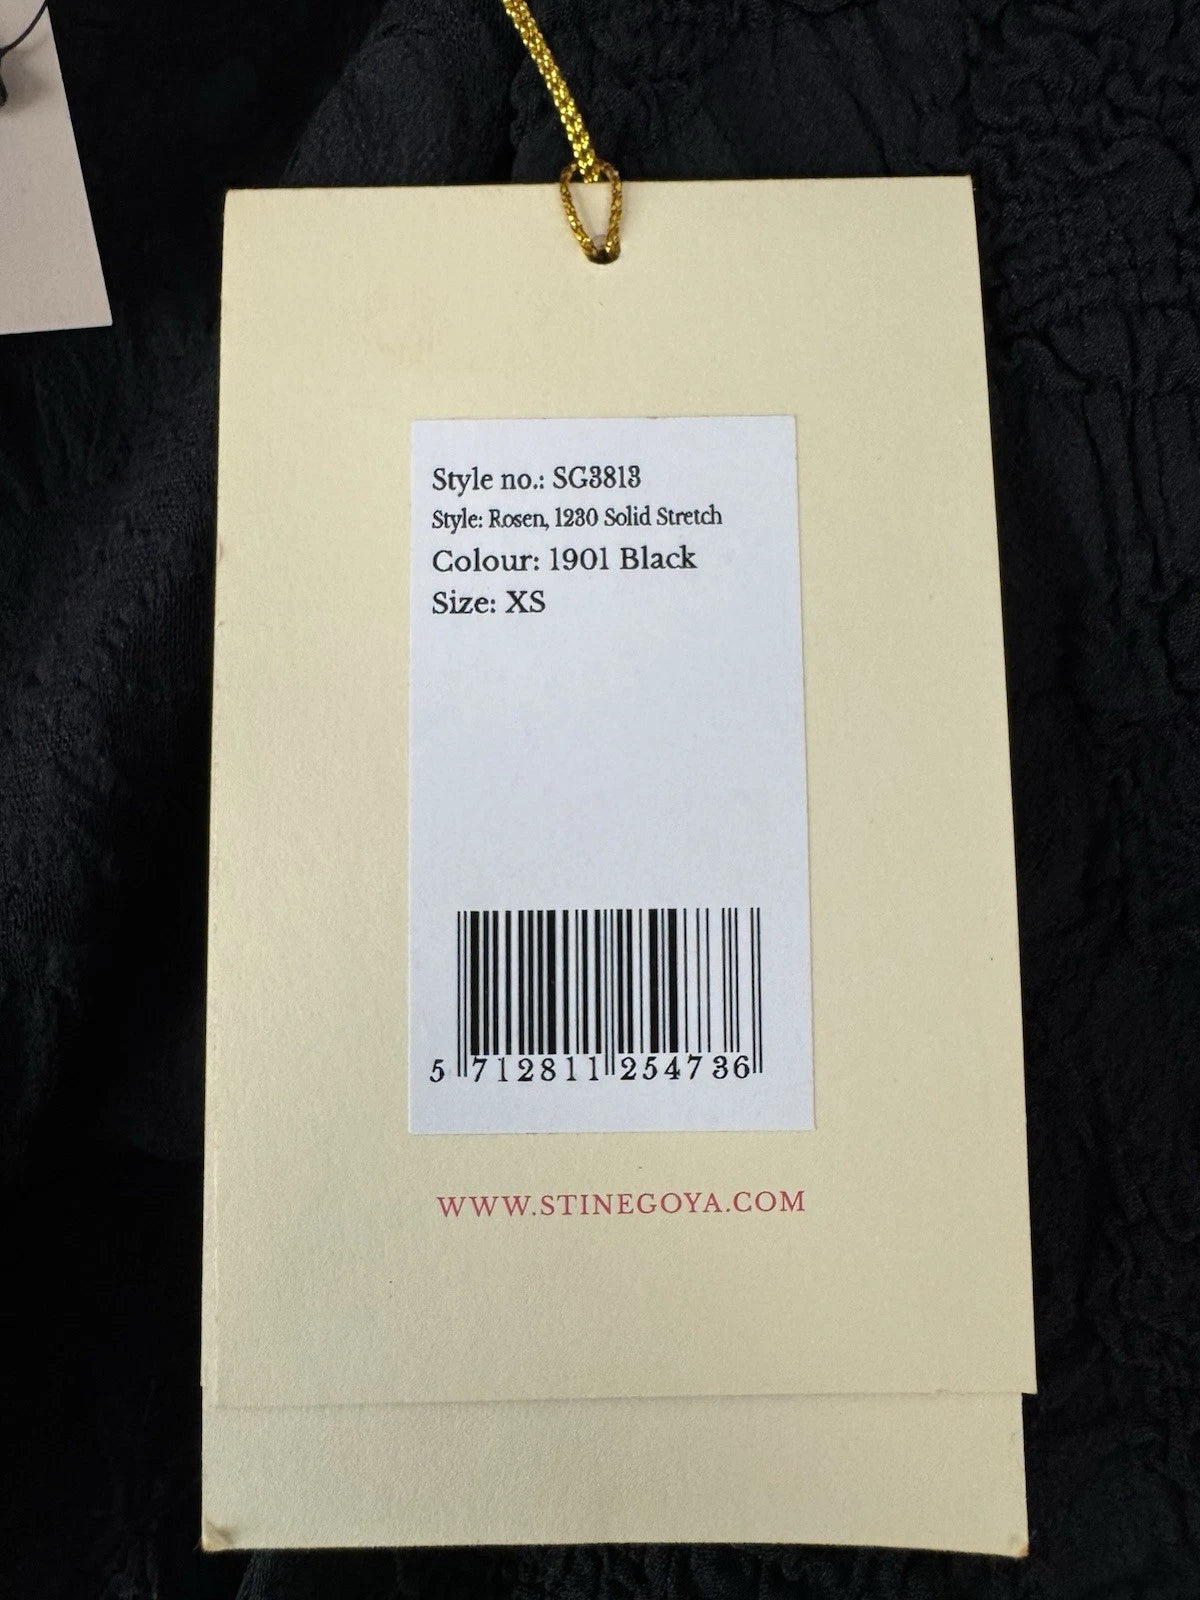 Style no.: SG3813
Style: Rosen, 1230 Solid Stretch
Colour: 1901 Black
Size: XS
5 712811 254736
WWW.STINEGOYA.COM